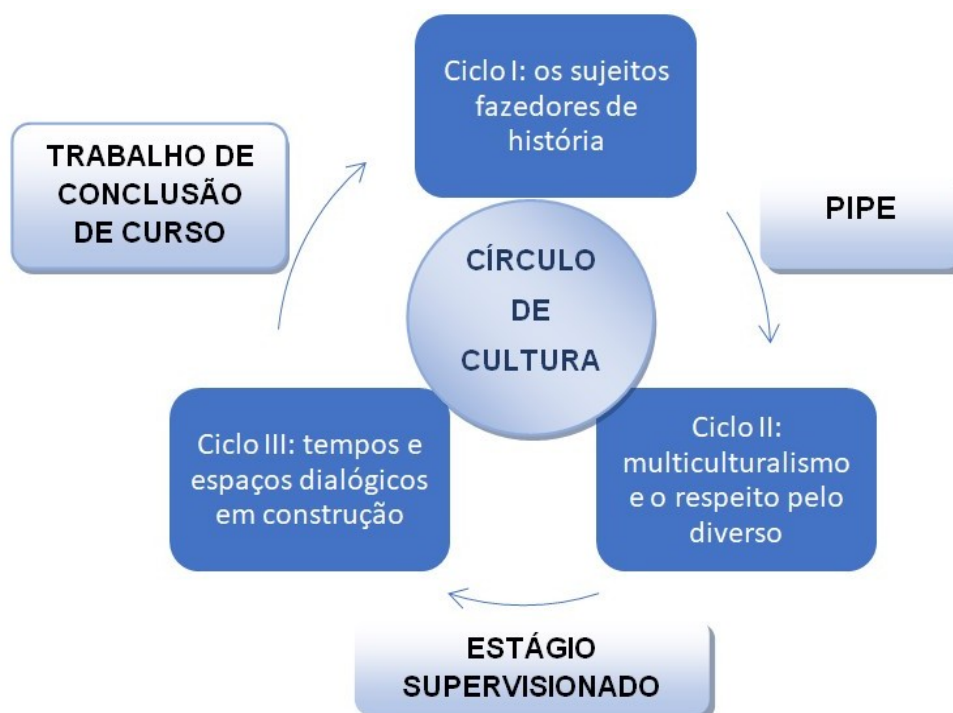 Ciclo I: os sujeitos
fazedores de
história
TRABALHO DE
CONCLUSÃO
DE CURSO
PIPE
CÍRCULO
DE
CULTURA
Ciclo III: tempos e
espaços dialógicos
em construção
Ciclo II:
multiculturalismo
e o respeito pelo
diverso
ESTÁGIO
SUPERVISIONADO